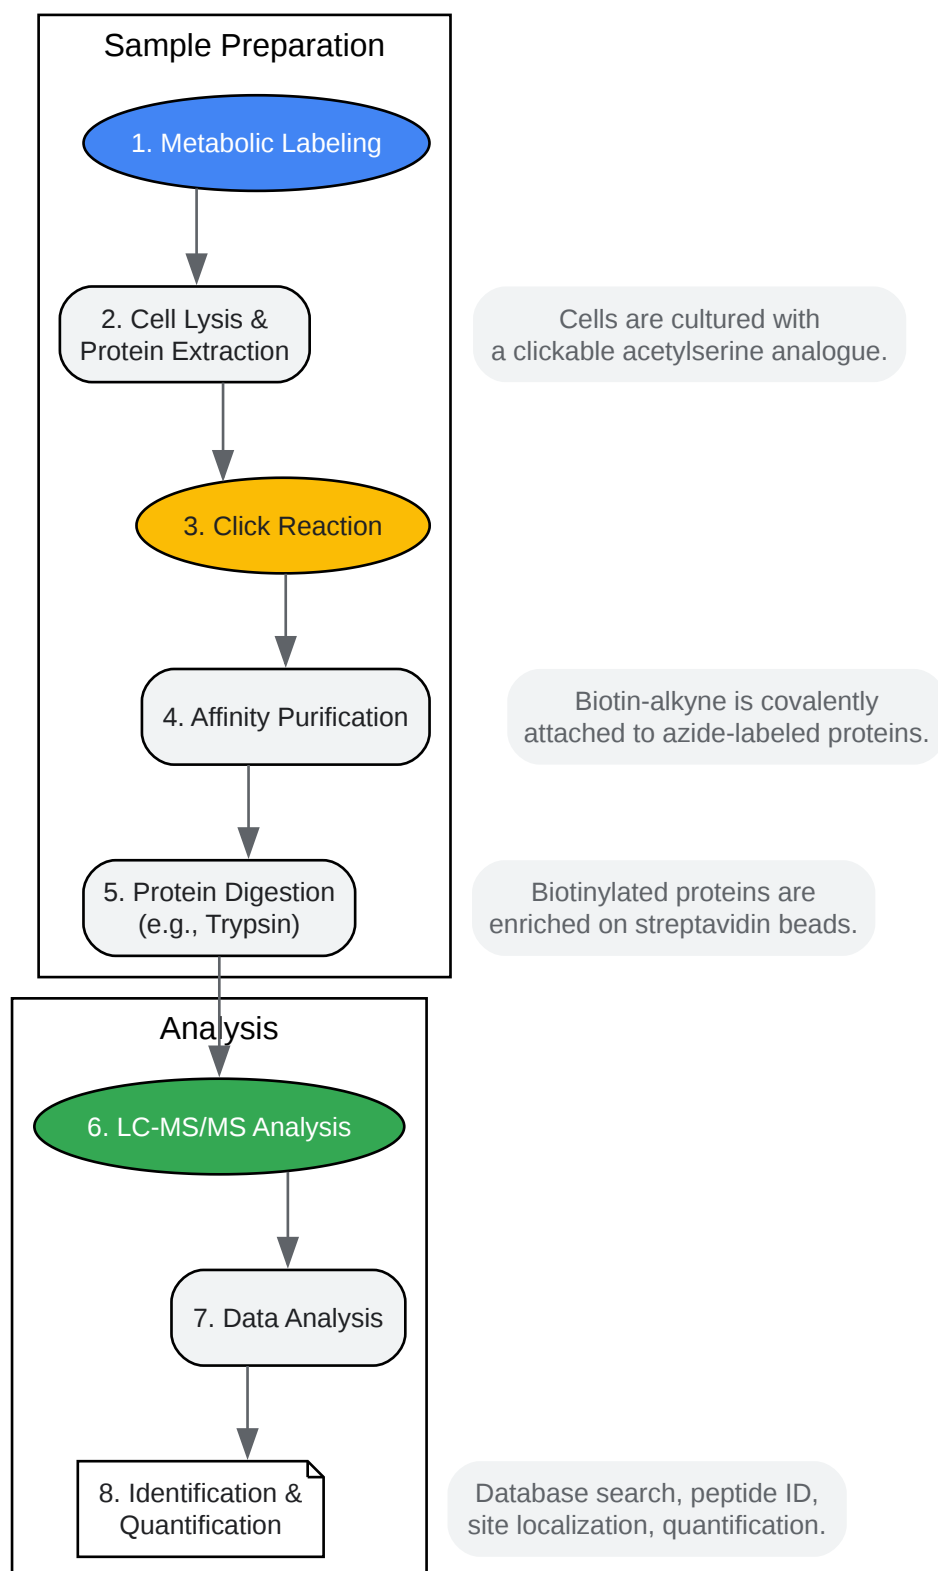 Sample Preparation
1. Metabolic Labeling
2. Cell Lysis &
Protein Extraction
Cells are cultured with
a clickable acetylserine analogue.
3. Click Reaction
4. Affinity Purification
Biotin-alkyne is covalently
attached to azide-labeled proteins.
5. Protein Digestion
(e.g., Trypsin)
Biotinylated proteins are
enriched on streptavidin beads.
Analysis
6. LC-MS/MS Analysis
7. Data Analysis
8. Identification &
Quantification
Database search, peptide ID,
site localization, quantification.